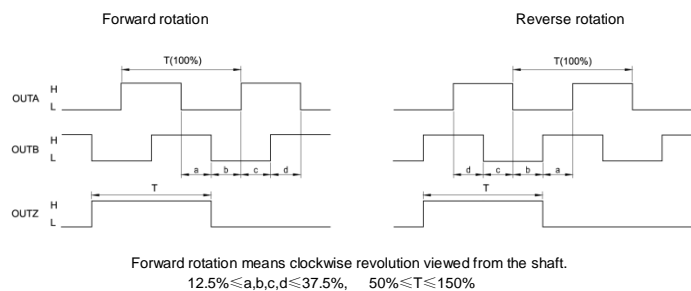 Forward rotation
Reverse rotation
T(100%)
T(100%)
OUTA H L
OUTB H L
a b c d
d c b a
T
T
OUTZ H L
Forward rotation means clockwise revolution viewed from the shaft.
12.5%≤a,b,c,d≤37.5%, 50%≤T≤150%